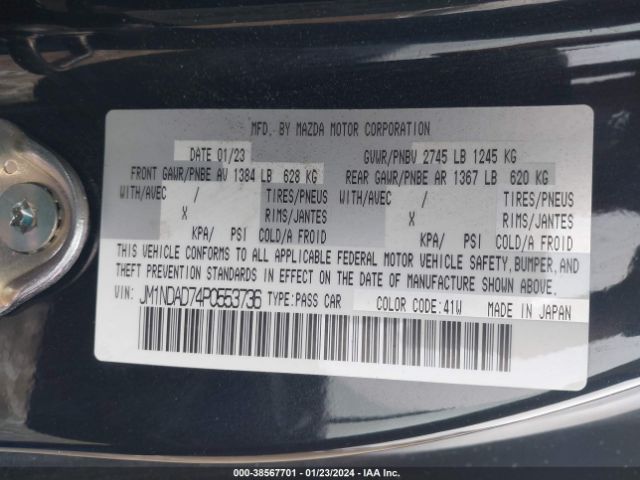 MFD. BY MAZDA MOTOR CORPORATION
DATE 01/23 GVWR/PNBV 2745 LB 1245 KG
FRONT GAWR/PNBE AV 1384 LB 628 KG REAR GAWR/PNBE AR 1367 LB 620 KG
WITH/AVEC / TIRES/PNEUS WITH/AVEC / TIRES/PNEUS
X RIMS/JANTES X RIMS/JANTES
KPA/ PSI COLD/A FROID KPA/ PSI COLD/A FROID
THIS VEHICLE CONFORMS TO ALL APPLICABLE FEDERAL MOTOR VEHICLE SAFETY, BUMPER, AND
THEFT PREVENTION STANDARDS IN EFFECT ON THE DATE OF MANUFACTURE SHOWN ABOVE.
VIN: JM1NDAD74P0553736 TYPE: PASS CAR COLOR CODE: 41W MADE IN JAPAN
000-38567701 - 01/23/2024 - IAA Inc.